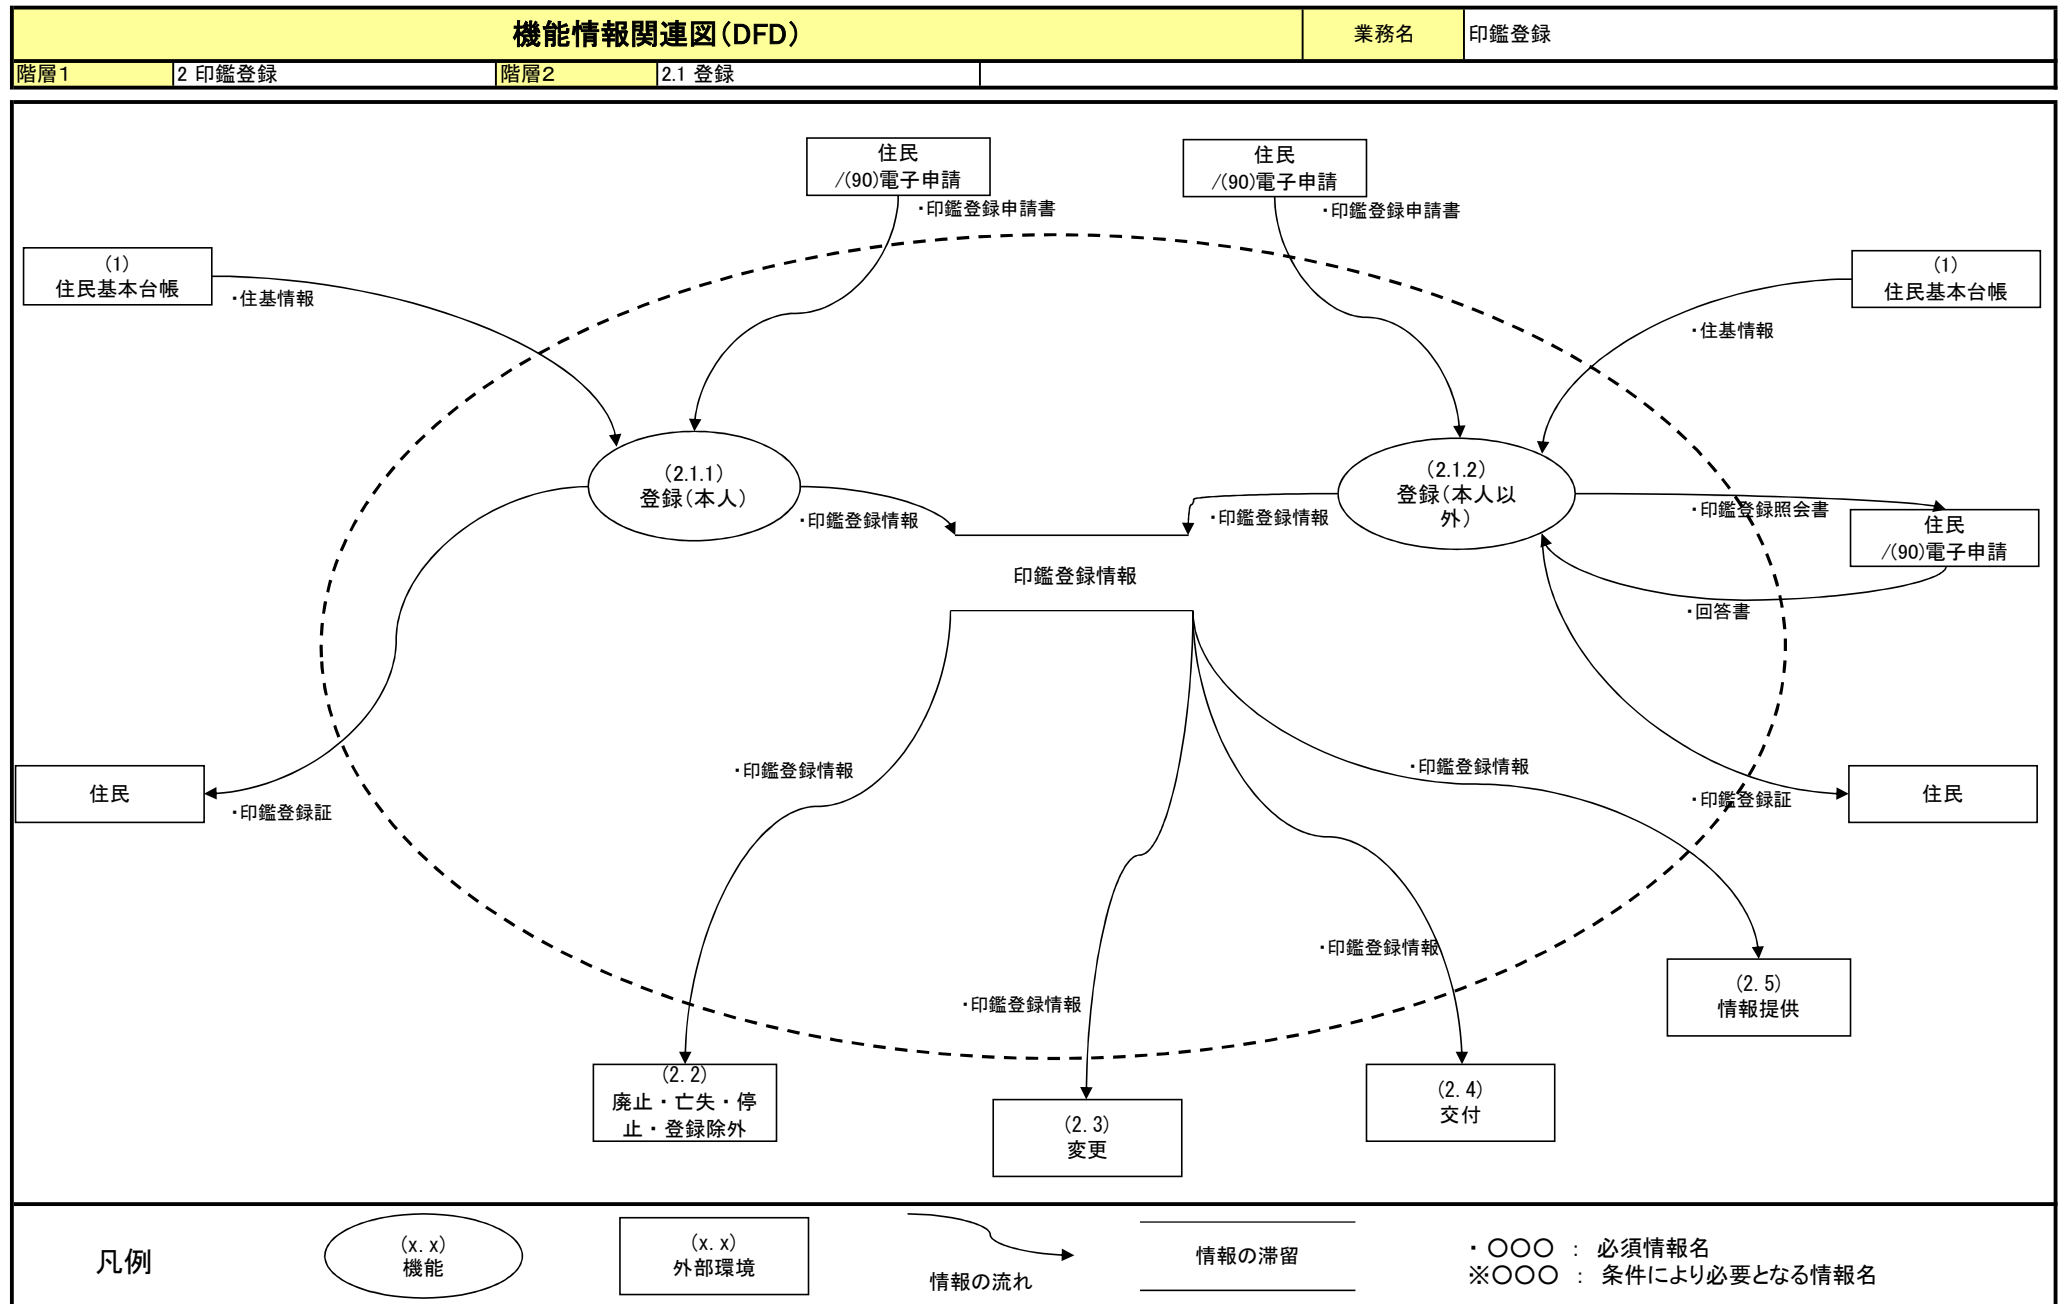 機能情報関連図（DFD）
業務名
印鑑登録
階層１
2 印鑑登録
階層２
2.1 登録
住民
/(90)電子申請
・印鑑登録申請書
住民
/(90)電子申請
・印鑑登録申請書
(1)
住民基本台帳
・住基情報
(1)
住民基本台帳
・住基情報
（2.1.1）
登録（本人）
・印鑑登録情報
（2.1.2）
登録（本人以
外）
・印鑑登録情報
・印鑑登録照会書
住民
/(90)電子申請
・回答書
印鑑登録情報
住民
・印鑑登録証
・印鑑登録情報
・印鑑登録情報
・印鑑登録証
住民
・印鑑登録情報
・印鑑登録情報
(2.5)
情報提供
(2.2)
廃止・亡失・停
止・登録除外
(2.3)
変更
(2.4)
交付
凡例
(x.x)
機能
(x.x)
外部環境
情報の流れ
情報の滞留
・ 〇〇〇 ： 必須情報名
※〇〇〇 ： 条件により必要となる情報名